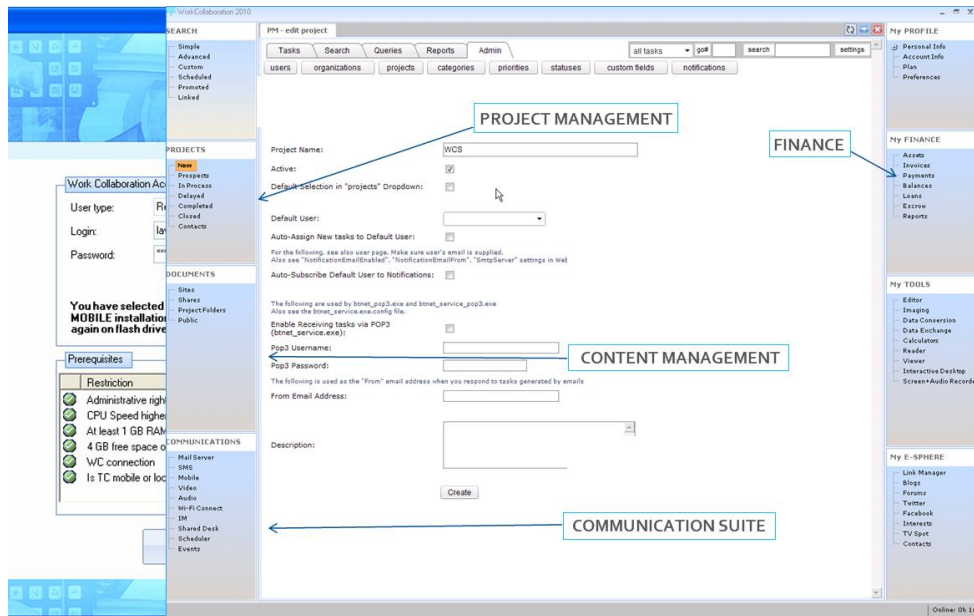 WorkCollaboration 2010
SEARCH
Simple
Advanced
Custom
Scheduled
Promoted
Linked
PROJECTS
New
Prospects
In Process
Delayed
Completed
Closed
Contacts
DOCUMENTS
Sites
Shares
Project Folders
Public
COMMUNICATIONS
Mail Server
SMS
Mobile
Video
Audio
Wi-Fi Connect
IM
Shared Desk
Scheduler
Events
Work Collaboration Acc
User type:
Login:
Password:
You have selected
MOBILE installation
again on flash drive
Prerequisites
Restriction
Administrative righ
CPU Speed highe
At least 1 GB RAM
4 GB free space o
WC connection
Is TC mobile or loc
PM - edit project
Tasks Search Queries Reports Admin all tasks go# search settings
users organizations projects categories priorities statuses custom fields notifications
PROJECT MANAGEMENT
Project Name: WCS
Active:
Default Selection in "projects" Dropdown:
Default User:
Auto-Assign New tasks to Default User:
For the following, see also user page. Make sure user's email is supplied.
Also see "NotificationEmailEnabled", "NotificationEmailFrom", "SmtpServer" settings in Web
Auto-Subscribe Default User to Notifications:
The following are used by btnet_pop3.exe and btnet_service_pop3.exe
Also see the btnet_service.exe.config file.
Enable Receiving tasks via POP3
(btnet_service.exe):
Pop3 Username:
CONTENT MANAGEMENT
Pop3 Password:
The following is used as the "From" email address when you respond to tasks generated by emails
From Email Address:
Description:
Create
COMMUNICATION SUITE
FINANCE
My PROFILE
Personal Info
Account Info
Plan
Preferences
My FINANCE
Assets
Invoices
Payments
Balances
Loans
Escrow
Reports
My TOOLS
Editor
Imaging
Data Conversion
Data Exchange
Calculators
Reader
Viewer
Interactive Desktop
Screen+Audio Recorde
My E-SPHERE
Link Manager
Blogs
Forums
Twitter
Facebook
Interests
TV Spot
Contacts
Online: 0h 1